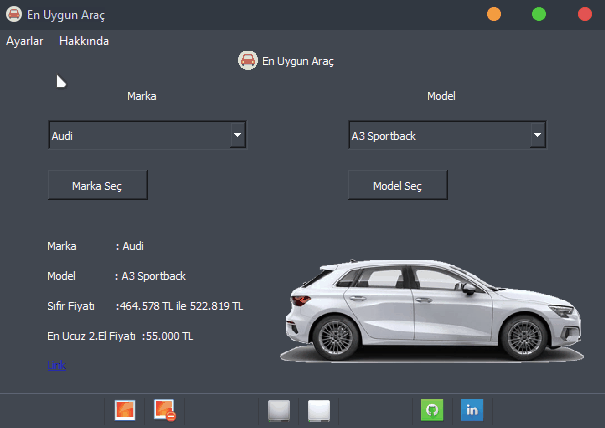 En Uygun Araç
Ayarlar Hakkında
En Uygun Araç
Marka Model
Audi A3 Sportback
Marka Seç Model Seç
Marka : Audi
Model : A3 Sportback
Sıfır Fiyatı :464.578 TL ile 522.819 TL
En Ucuz 2.El Fiyatı :55.000 TL
Link
in